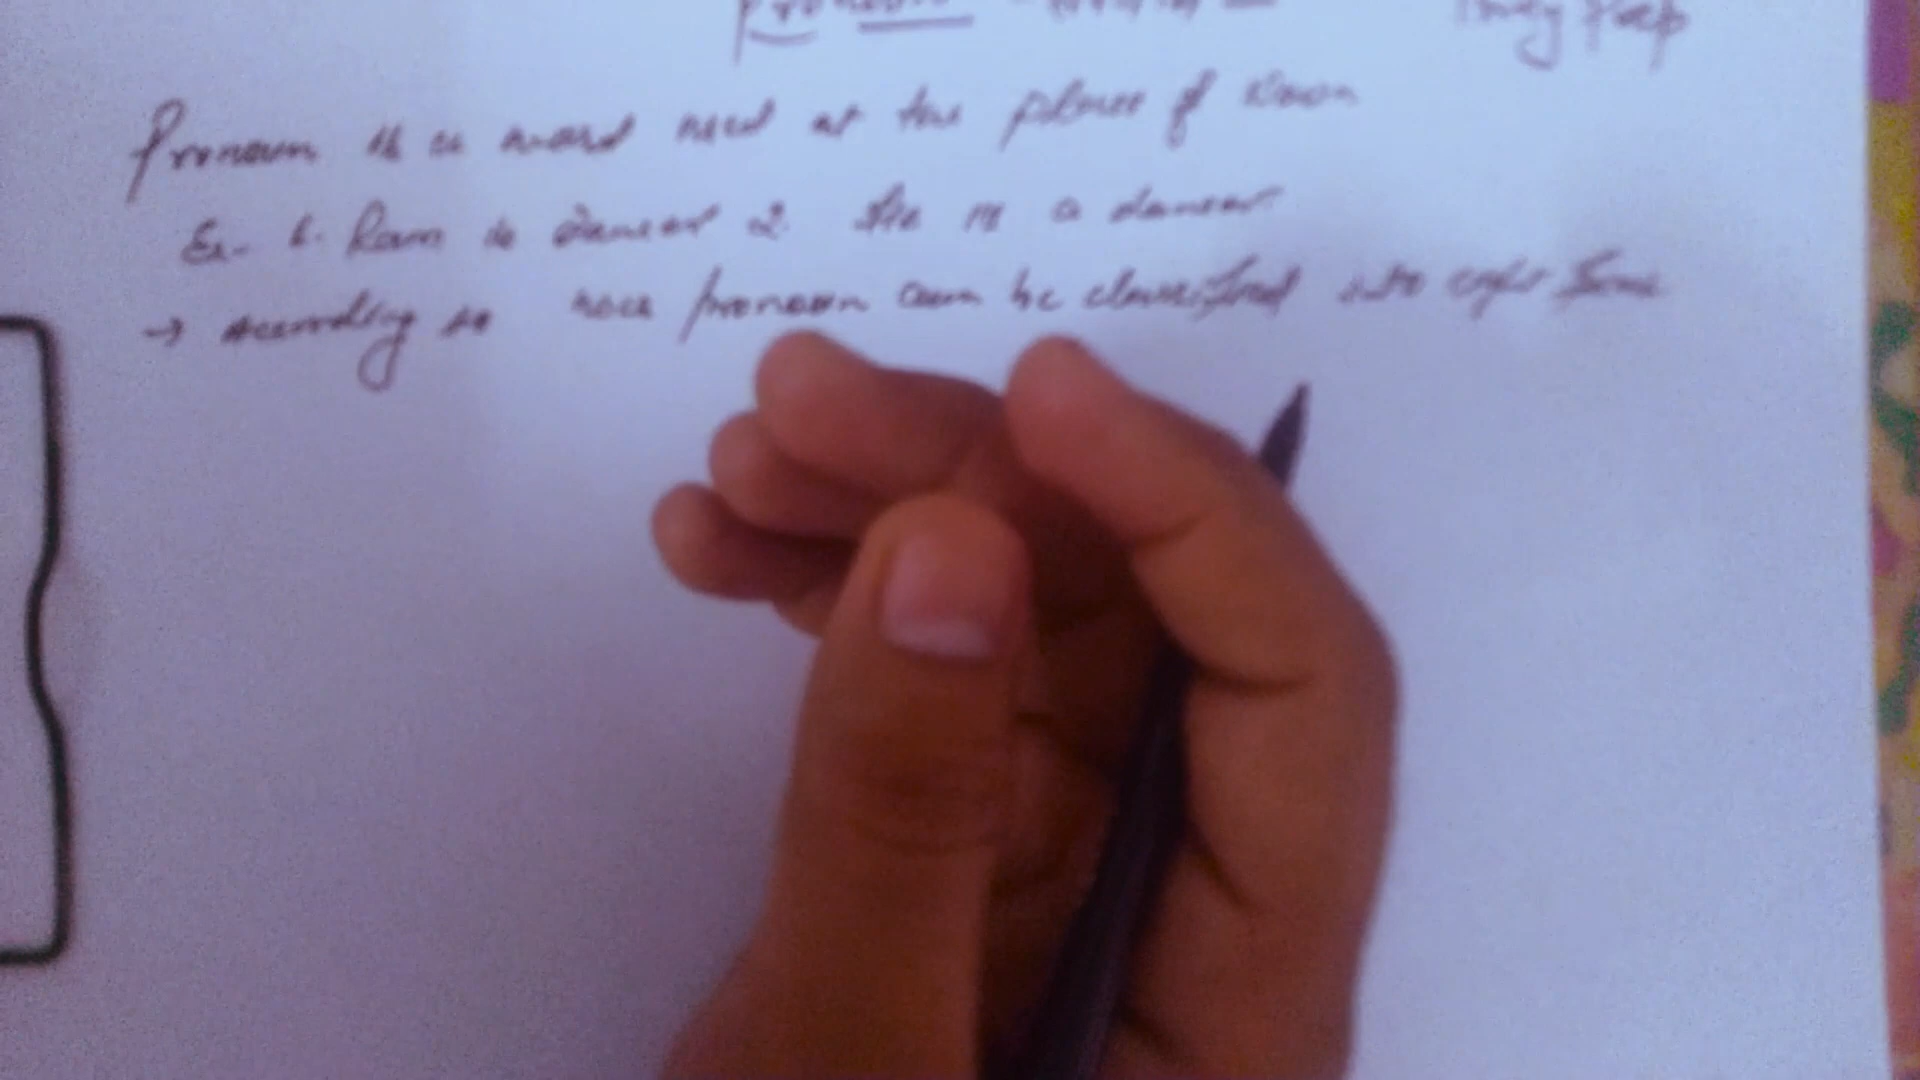 Pronoun
Pronoun is a word used at the place of Noun
Ex- 1. Ram is dancer 2. He is a dancer
→ According to use pronoun can be classified into eight